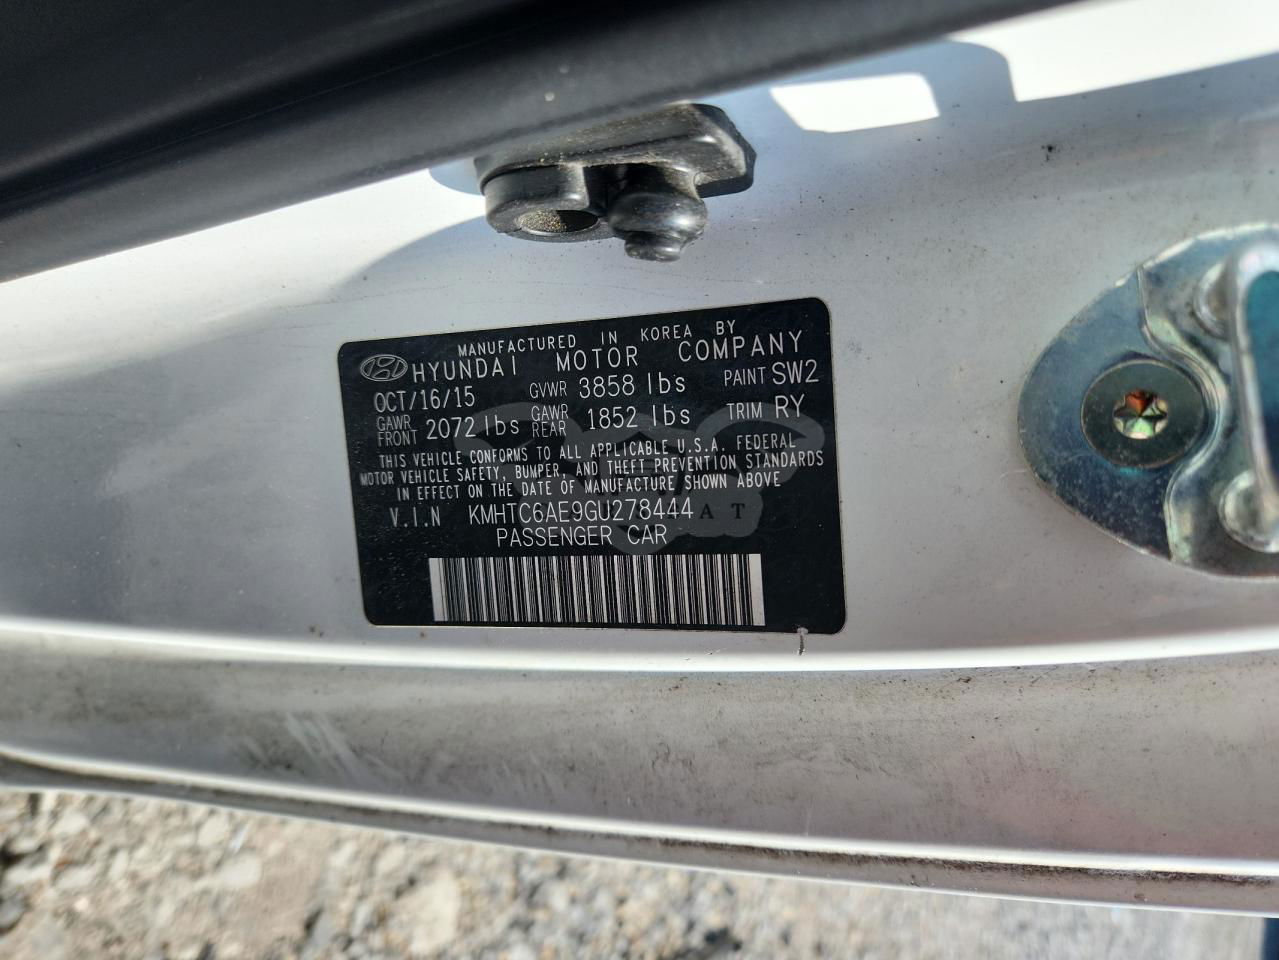 MANUFACTURED IN KOREA BY
HYUNDAI MOTOR COMPANY
OCT/16/15 GVWR 3858 lbs PAINT SW2
GAWR FRONT 2072 lbs GAWR REAR 1852 lbs TRIM RY
THIS VEHICLE CONFORMS TO ALL APPLICABLE U.S.A. FEDERAL
MOTOR VEHICLE SAFETY, BUMPER, AND THEFT PREVENTION STANDARDS
IN EFFECT ON THE DATE OF MANUFACTURE SHOWN ABOVE
V.I.N KMHTC6AE9GU278444
PASSENGER CAR